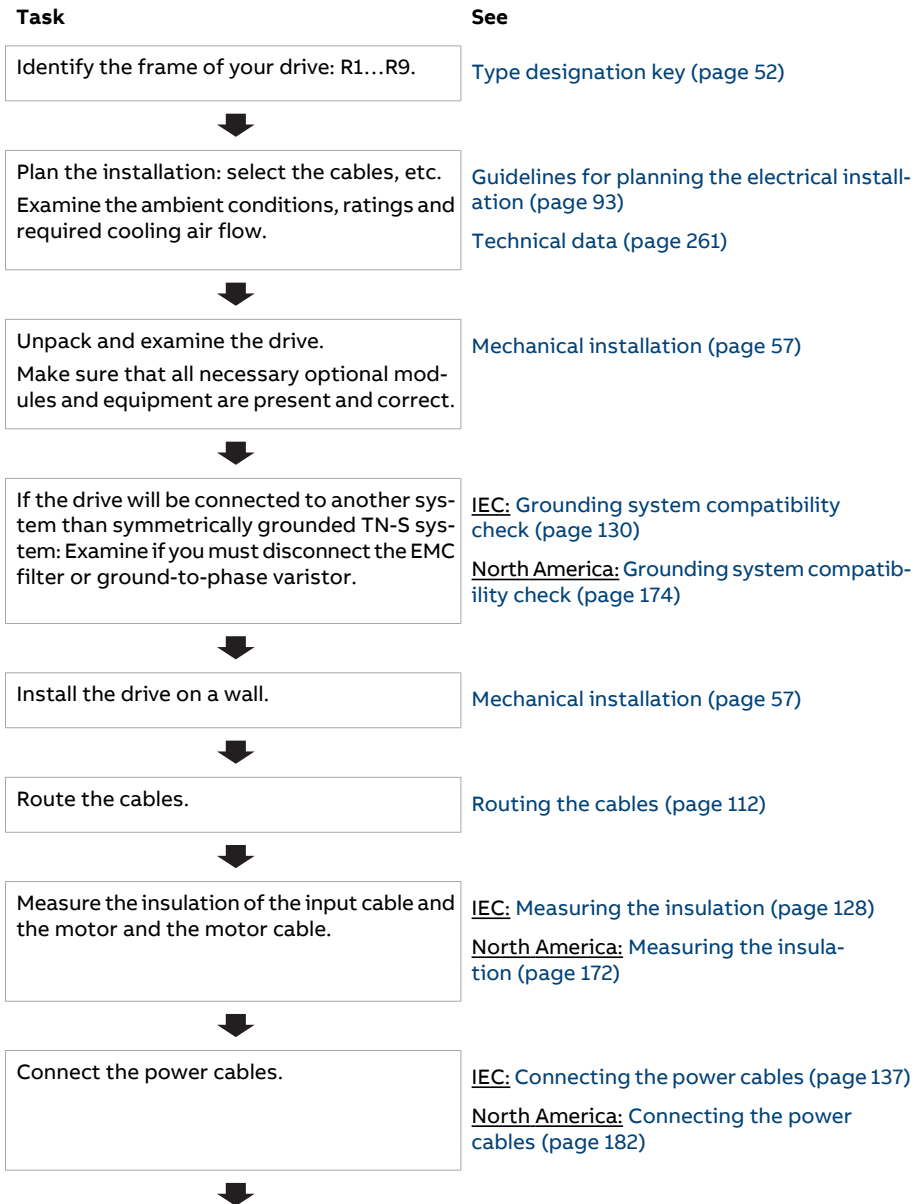 Task See
Identify the frame of your drive: R1…R9.
Type designation key (page 52)
Plan the installation: select the cables, etc.
Examine the ambient conditions, ratings and
required cooling air flow.
Guidelines for planning the electrical install-
ation (page 93)
Technical data (page 261)
Unpack and examine the drive.
Make sure that all necessary optional mod-
ules and equipment are present and correct.
Mechanical installation (page 57)
If the drive will be connected to another sys-
tem than symmetrically grounded TN-S sys-
tem: Examine if you must disconnect the EMC
filter or ground-to-phase varistor.
IEC: Grounding system compatibility
check (page 130)
North America: Grounding system compatib-
ility check (page 174)
Install the drive on a wall.
Mechanical installation (page 57)
Route the cables.
Routing the cables (page 112)
Measure the insulation of the input cable and
the motor and the motor cable.
IEC: Measuring the insulation (page 128)
North America: Measuring the insula-
tion (page 172)
Connect the power cables.
IEC: Connecting the power cables (page 137)
North America: Connecting the power
cables (page 182)